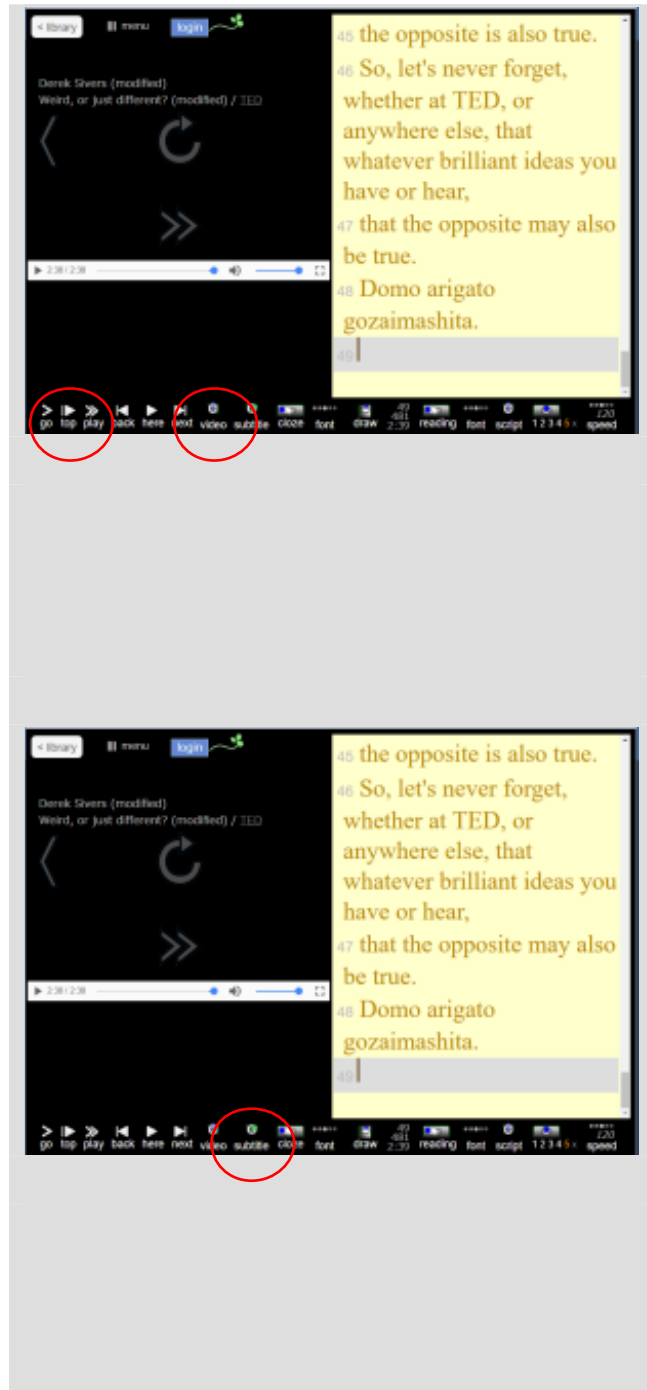 < library  menu  login
Derek Sivers (modified)
Weird, or just different? (modified) / TED
2:38 / 2:38
45 the opposite is also true.
46 So, let's never forget,
whether at TED, or
anywhere else, that
whatever brilliant ideas you
have or hear,
47 that the opposite may also
be true.
48 Domo arigato
gozaimashita.
49
49
481 120
go top play back here next video subtitle cloze font draw 2:39 reading font script 1 2 3 4 5 x speed
< library  menu  login
Derek Sivers (modified)
Weird, or just different? (modified) / TED
2:38 / 2:38
45 the opposite is also true.
46 So, let's never forget,
whether at TED, or
anywhere else, that
whatever brilliant ideas you
have or hear,
47 that the opposite may also
be true.
48 Domo arigato
gozaimashita.
49
49
481 120
go top play back here next video subtitle cloze font draw 2:39 reading font script 1 2 3 4 5 x speed